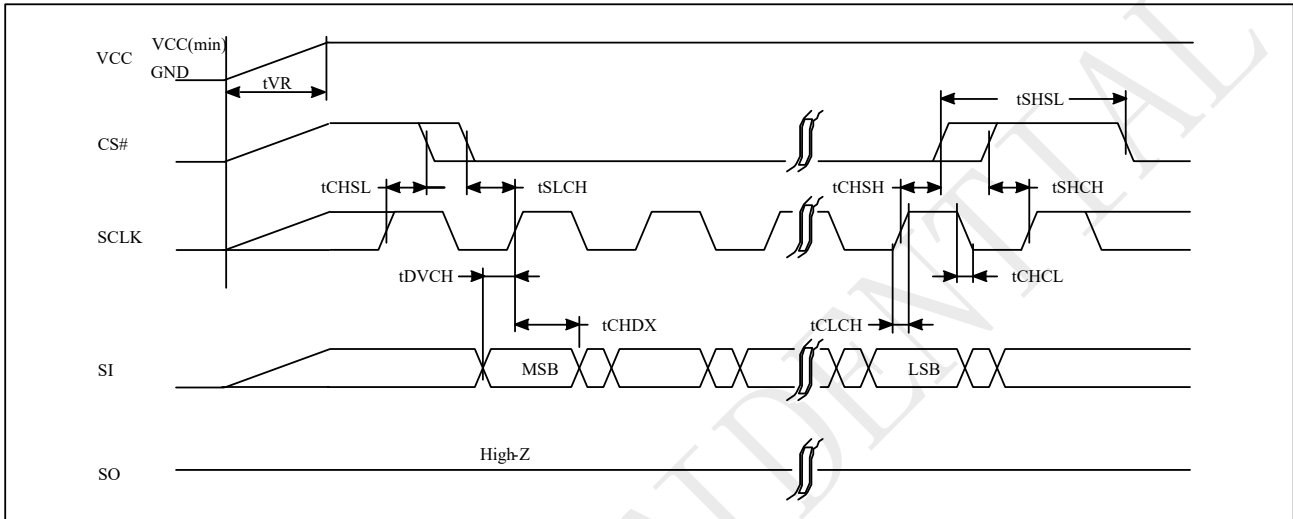 VCC
VCC(min)
GND
tVR
tSHSL
CS#
tCHSL
tSLCH
tCHSH
tSHCH
SCLK
tDVCH
tCHCL
tCHDX
tCLCH
SI
MSB
LSB
High-Z
SO